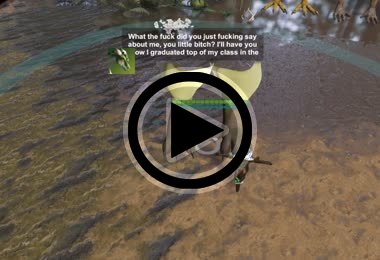 What the fuck did you just fucking say
about me, you little bitch? I'll have you
ow I graduated top of my class in the